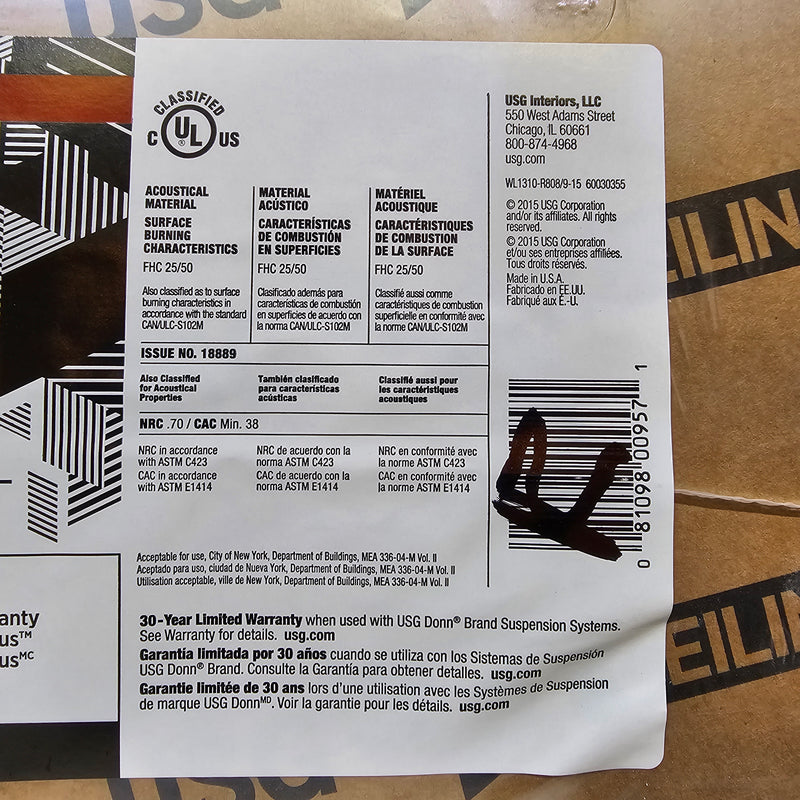 CLASSIFIED
C UL US
ACOUSTICAL
MATERIAL
SURFACE
BURNING
CHARACTERISTICS
FHC 25/50
Also classified as to surface
burning characteristics in
accordance with the standard
CAN/ULC-S102M
MATERIAL
ACÚSTICO
CARACTERÍSTICAS
DE COMBUSTIÓN
EN SUPERFICIES
FHC 25/50
Clasificado además para
características de combustión
en superficies de acuerdo con
la norma CAN/ULC-S102M
MATÉRIEL
ACOUSTIQUE
CARACTÉRISTIQUES
DE COMBUSTION
DE LA SURFACE
FHC 25/50
Classifié aussi comme
caractéristiques de combustion
superficielle en conformité avec
la norme CAN/ULC-S102M
ISSUE NO. 18889
Also Classified
for Acoustical
Properties
También clasificado
para características
acústicas
Classifié aussi pour
les caractéristiques
acoustiques
NRC .70 / CAC Min. 38
NRC in accordance
with ASTM C423
CAC in accordance
with ASTM E1414
NRC de acuerdo con la
norma ASTM C423
CAC de acuerdo con la
norma ASTM E1414
NRC en conformité avec
la norme ASTM C423
CAC en conformité avec
la norme ASTM E1414
Acceptable for use, City of New York, Department of Buildings, MEA 336-04-M Vol. II
Aceptado para uso, ciudad de Nueva York, Department of Buildings, MEA 336-04-M Vol. II
Utilisation acceptable, ville de New York, Department of Buildings, MEA 336-04-M Vol. II
USG Interiors, LLC
550 West Adams Street
Chicago, IL 60661
800-874-4968
usg.com
WL1310-R808/9-15 60030355
© 2015 USG Corporation
and/or its affiliates. All rights
reserved.
© 2015 USG Corporation
et/ou ses entreprises affiliées.
Tous droits réservés.
Made in U.S.A.
Fabricado en EE.UU.
Fabriqué aux É.-U.
0 81098 00957 1
30-Year Limited Warranty when used with USG Donn® Brand Suspension Systems.
See Warranty for details. usg.com
Garantía limitada por 30 años cuando se utiliza con los Sistemas de Suspensión
USG Donn® Brand. Consulte la Garantía para obtener detalles. usg.com
Garantie limitée de 30 ans lors d'une utilisation avec les Systèmes de Suspension
de marque USG Donn MD. Voir la garantie pour les détails. usg.com
anty
us™
us MC
EILIN
EILIN
usg